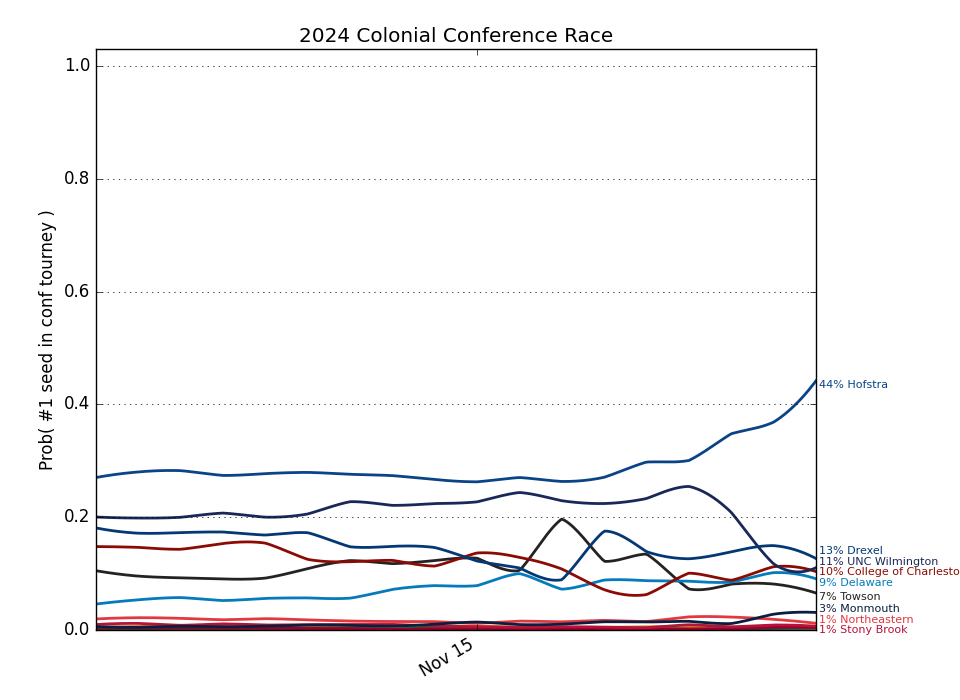 2024 Colonial Conference Race
Prob( #1 seed in conf tourney )
1.0
0.8
0.6
0.4
0.2
0.0
Nov 15
44% Hofstra
13% Drexel
11% UNC Wilmington
10% College of Charlesto
9% Delaware
7% Towson
3% Monmouth
1% Northeastern
1% Stony Brook